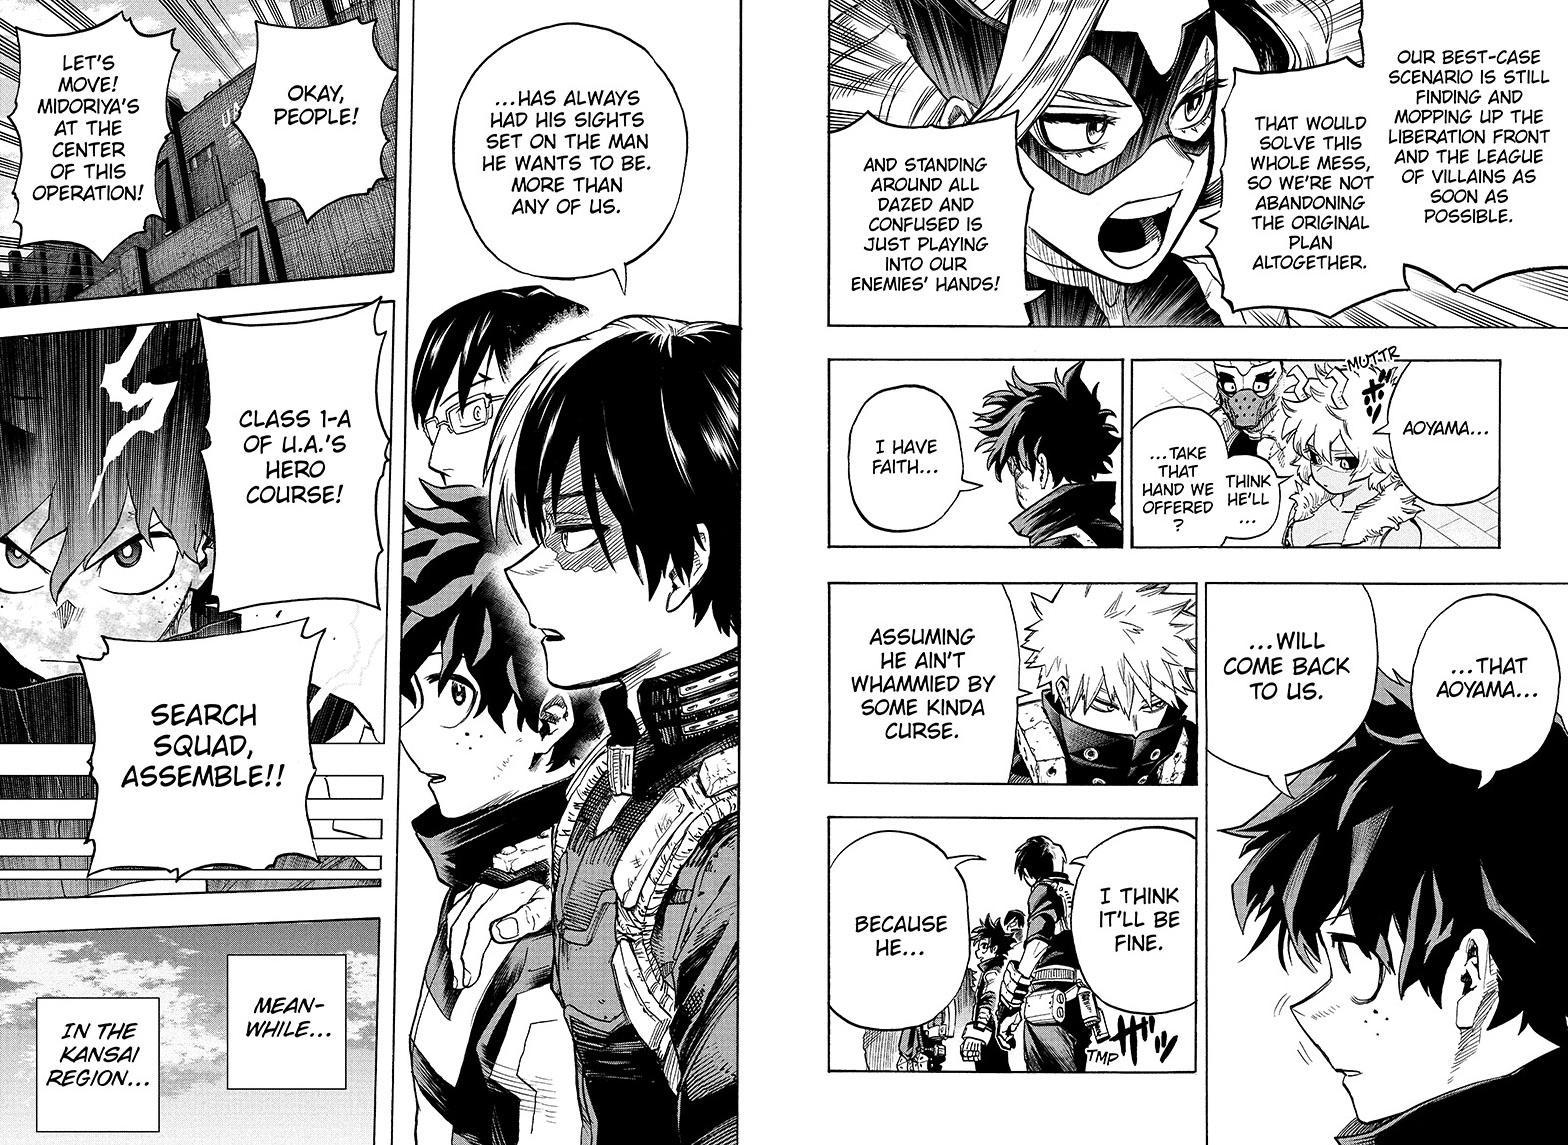 OUR BEST-CASE
SCENARIO IS STILL
FINDING AND
MOPPING UP THE
LIBERATION FRONT
AND THE LEAGUE
OF VILLAINS AS
SOON AS
POSSIBLE.
THAT WOULD
SOLVE THIS
WHOLE MESS,
SO WE'RE NOT
ABANDONING
THE ORIGINAL
PLAN
ALTOGETHER.
AND STANDING
AROUND ALL
DAZED AND
CONFUSED IS
JUST PLAYING
INTO OUR
ENEMIES' HANDS!
MUTTR
ボソッ
AOYAMA...
THINK
HE'LL
...
...TAKE
THAT
HAND WE
OFFERED
?
I HAVE
FAITH...
...THAT
AOYAMA...
...WILL
COME BACK
TO US.
ASSUMING
HE AIN'T
WHAMMIED BY
SOME KINDA
CURSE.
I THINK
IT'LL BE
FINE.
BECAUSE
HE...
TMP
ザッ
...HAS ALWAYS
HAD HIS SIGHTS
SET ON THE MAN
HE WANTS TO BE.
MORE THAN
ANY OF US.
OKAY,
PEOPLE!
LET'S
MOVE!
MIDORIYA'S
AT THE
CENTER
OF THIS
OPERATION!
CLASS 1-A
OF U.A.'S
HERO
COURSE!
SEARCH
SQUAD,
ASSEMBLE!!
MEAN-
WHILE...
IN THE
KANSAI
REGION...